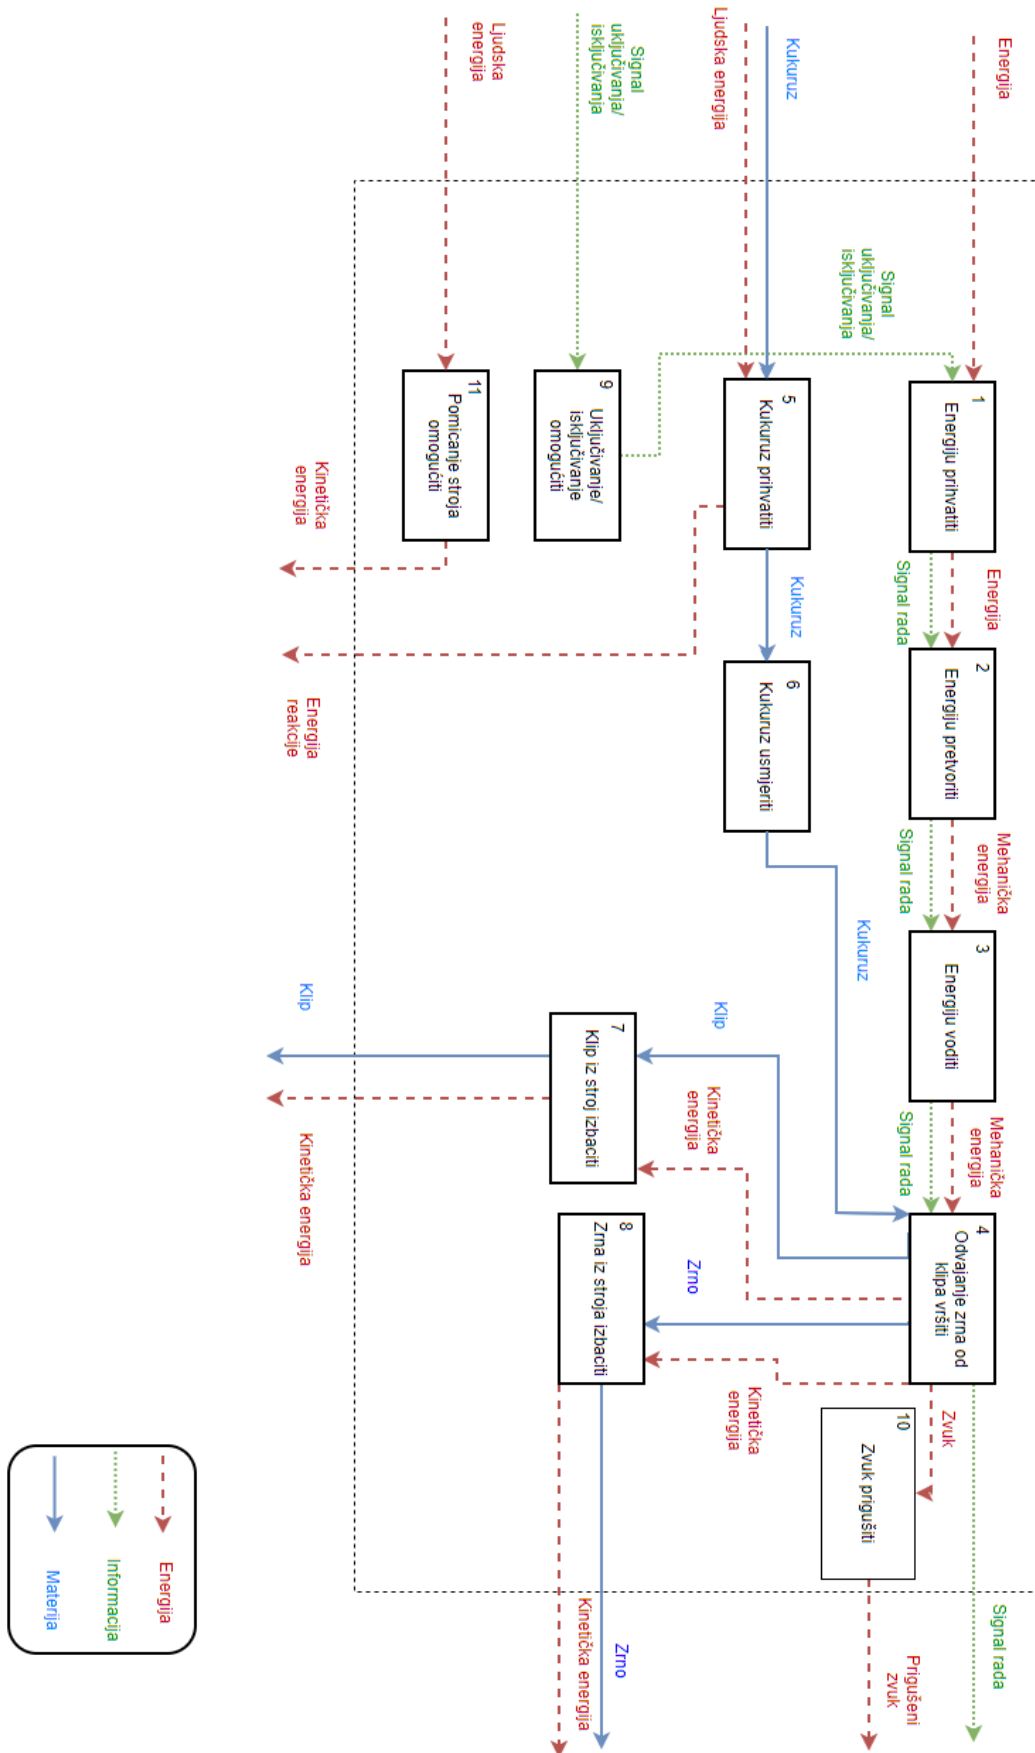 Energija
Signal
uključivanja/
isključivanja
1
Energiju prihvatiti
Energija
Signal rada
2
Energiju pretvoriti
Mehanička
energija
Signal rada
3
Energiju voditi
Mehanička
energija
Signal rada
4
Odvajanje zrna od
klipa vršiti
Signal rada
Zvuk
10
Zvuk prigušiti
Prigušeni
zvuk
Kukuruz
Ljudska energija
5
Kukuruz prihvatiti
Kukuruz
6
Kukuruz usmjeriti
Kukuruz
Klip
Kinetička
energija
Zrno
Kinetička
energija
Signal
uključivanja/
isključivanja
9
Uključivanje/
isključivanje
omogućiti
7
Klip iz stroj izbaciti
8
Zrna iz stroja izbaciti
Zrno
Kinetička energija
Ljudska
energija
11
Pomicanje stroja
omogućiti
Kinetička
energija
Energija
reakcije
Klip
Kinetička energija
Energija
Informacija
Materija